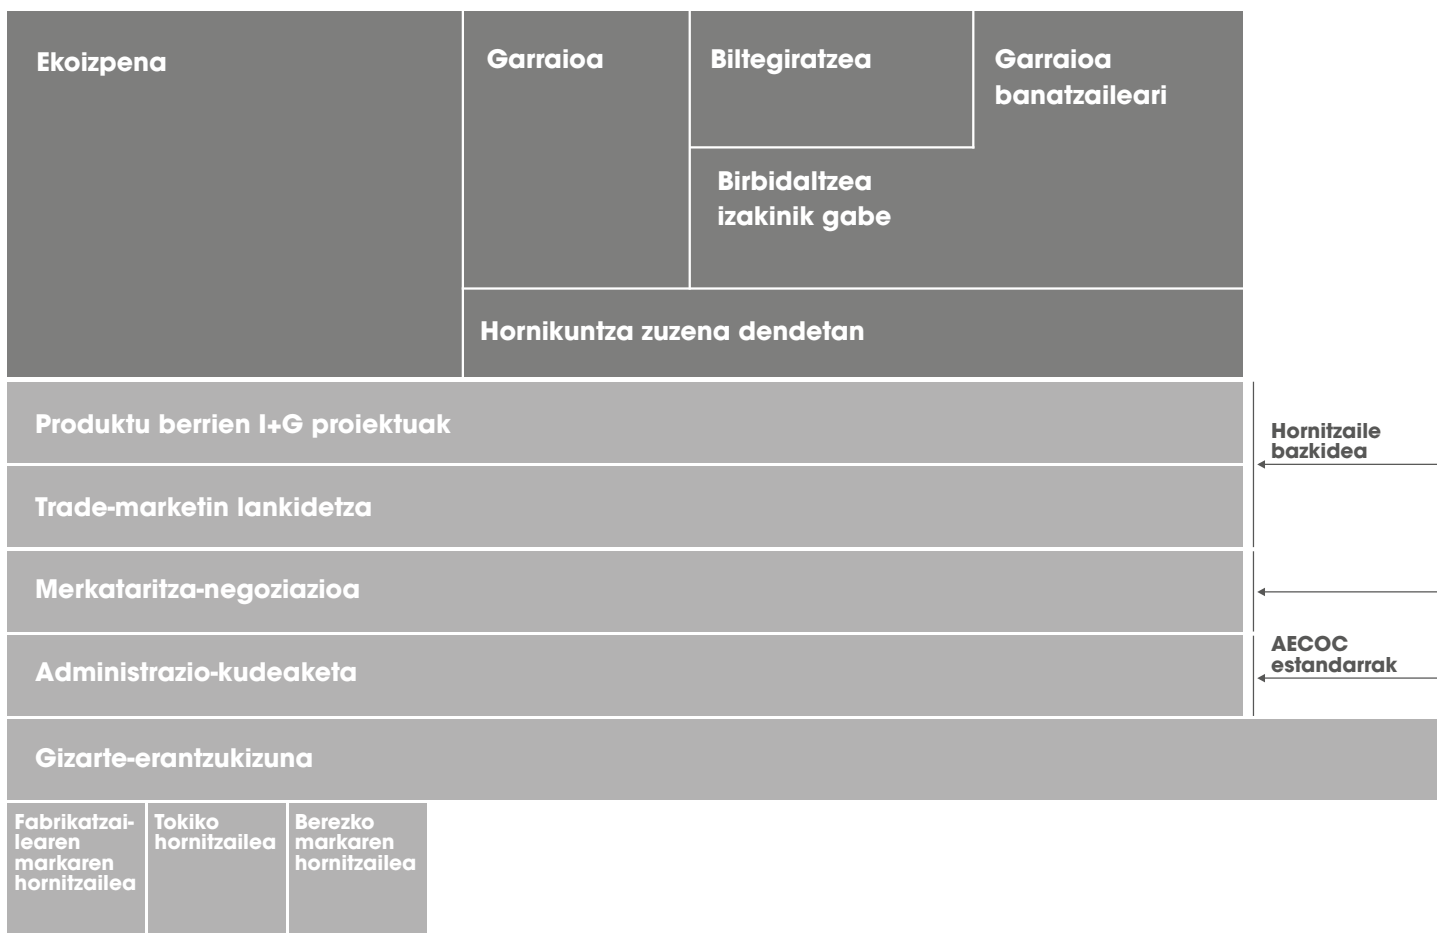 Ekoizpena
Garraioa
Biltegiratzea
Garraioa
banatzaileari
Birbidaltzea
izakinik gabe
Hornikuntza zuzena dendetan
Produktu berrien I+G proiektuak
Hornitzaile
bazkidea
Trade-marketin lankidetza
Merkataritza-negoziazioa
AECOC
estandarrak
Administrazio-kudeaketa
Gizarte-erantzukizuna
Fabrikatzai-
learen
markaren
hornitzailea
Tokiko
hornitzailea
Berezko
markaren
hornitzailea